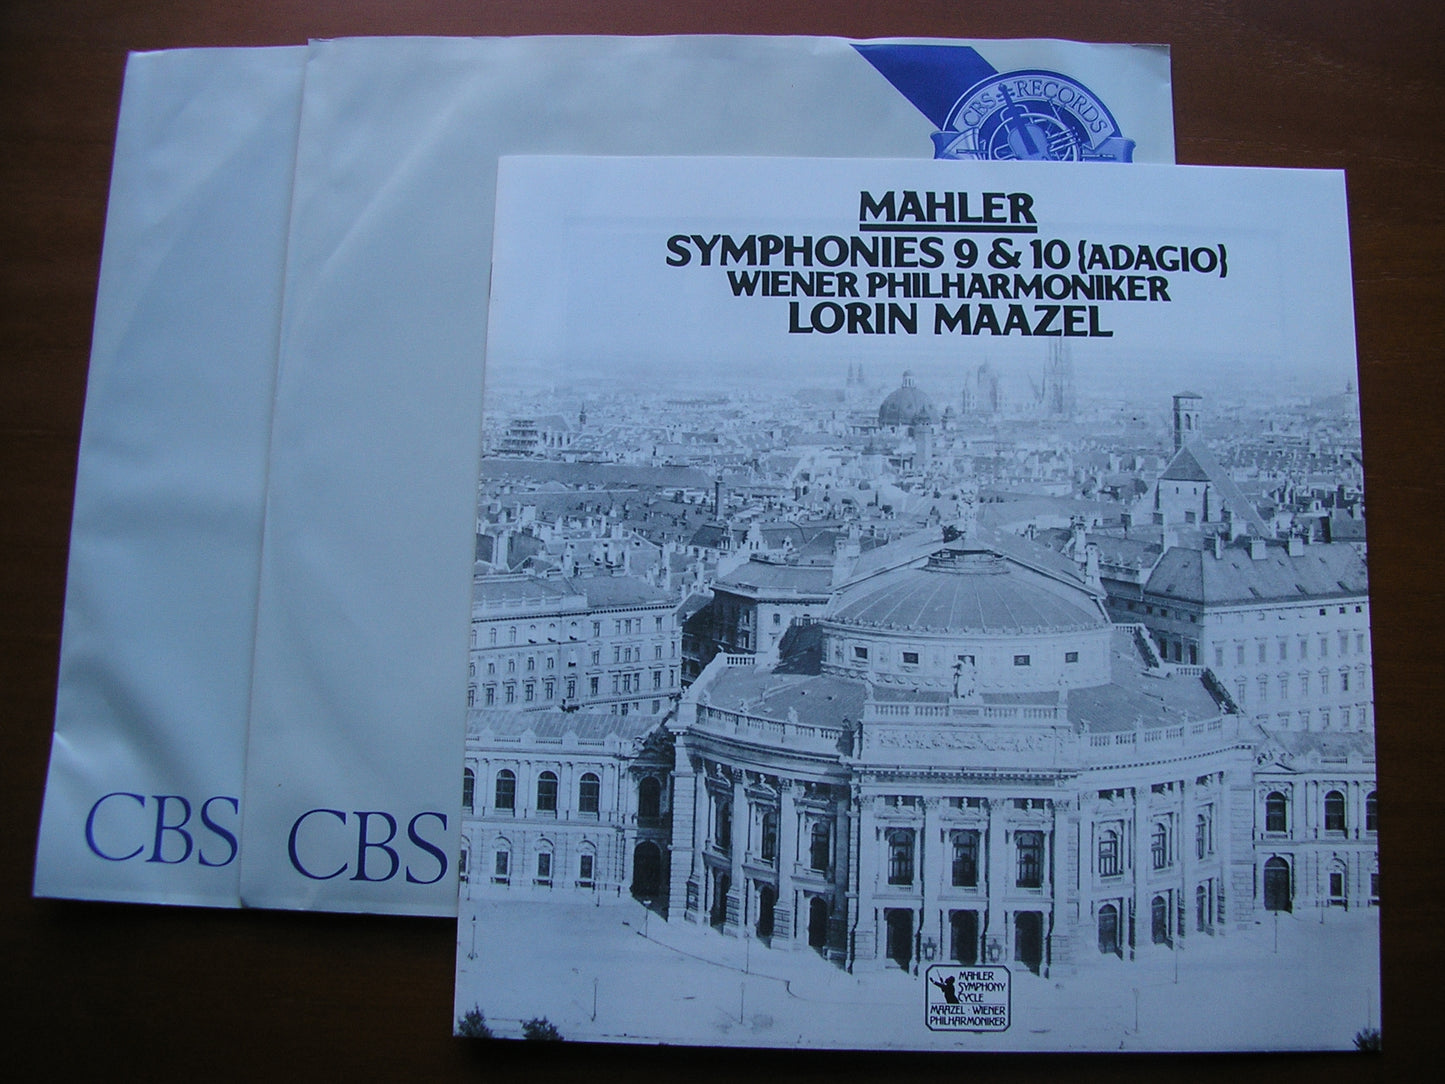 CBS RECORDS
MAHLER
SYMPHONIES 9 & 10 {ADAGIO}
WIENER PHILHARMONIKER
LORIN MAAZEL
CBS
CBS
MAHLER
SYMPHONY
CYCLE
MAAZEL · WIENER
PHILHARMONIKER